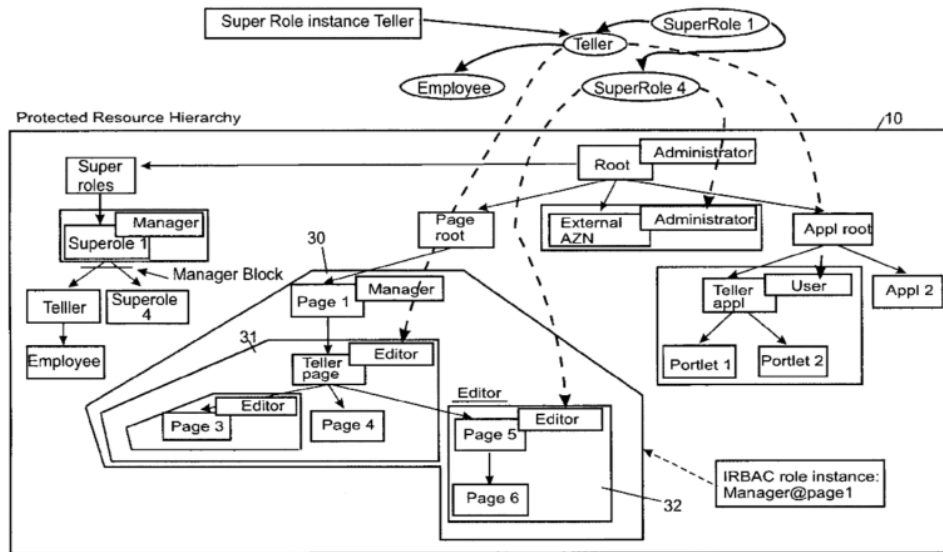 Super Role instance Teller
SuperRole 1
Teller
Employee
SuperRole 4
Protected Resource Hierarchy
10
Super
roles
Root
Administrator
Manager
Superole 1
Manager Block
Telller
Superole
4
Employee
Page
root
External
AZN
Administrator
Appl root
30
Page 1
Manager
Teller
appl
User
Appl 2
Portlet 1
Portlet 2
31
Teller
page
Editor
Editor
Page 3
Page 4
Editor
Editor
Page 5
Page 6
32
IRBAC role instance:
Manager@page1